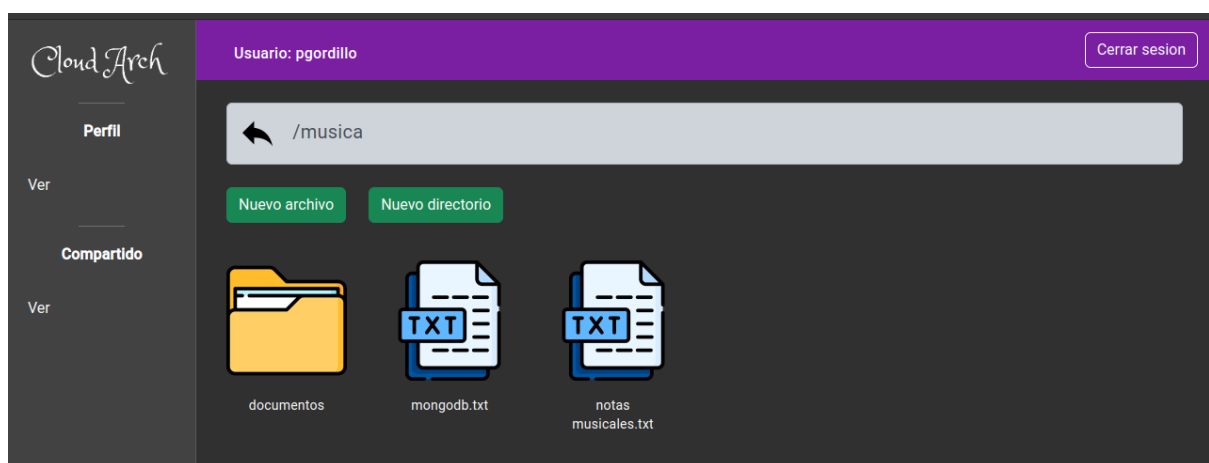 Cloud Arch
Perfil
Ver
Compartido
Ver
Usuario: pgordillo
Cerrar sesion
/musica
Nuevo archivo
Nuevo directorio
TXT
TXT
documentos
mongodb.txt
notas
musicales.txt